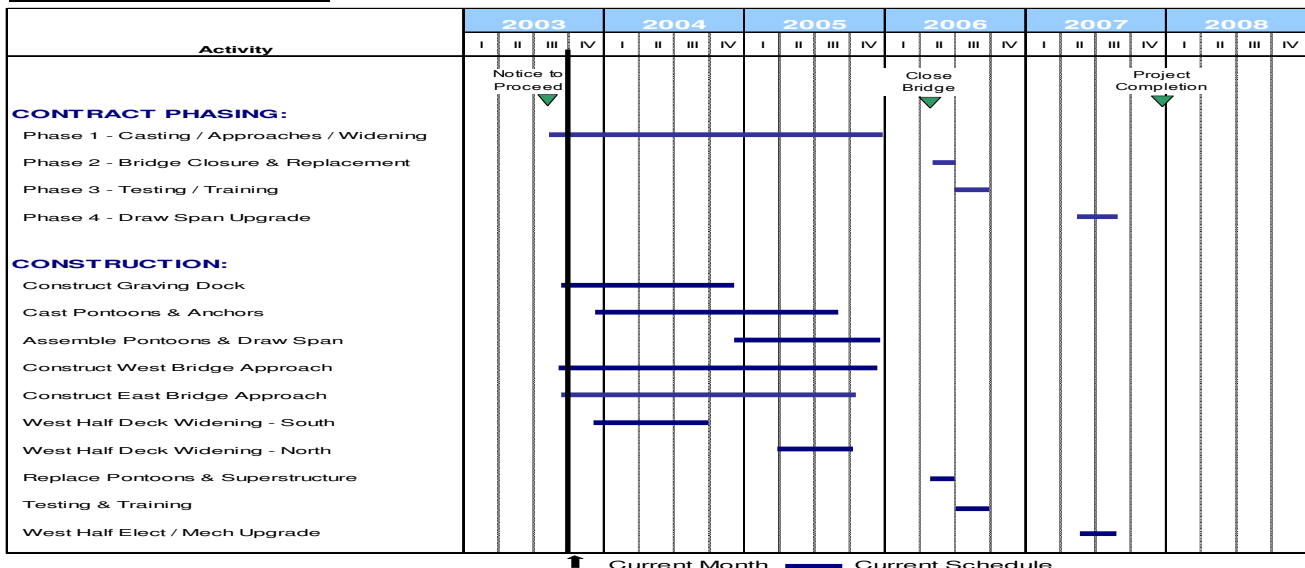 2003 2004 2005 2006 2007 2008
Activity I II III IV I II III IV I II III IV I II III IV I II III IV I II III IV
Notice to Proceed
Close Bridge
Project Completion
CONTRACT PHASING:
Phase 1 - Casting / Approaches / Widening
Phase 2 - Bridge Closure & Replacement
Phase 3 - Testing / Training
Phase 4 - Draw Span Upgrade
CONSTRUCTION:
Construct Graving Dock
Cast Pontoons & Anchors
Assemble Pontoons & Draw Span
Construct West Bridge Approach
Construct East Bridge Approach
West Half Deck Widening - South
West Half Deck Widening - North
Replace Pontoons & Superstructure
Testing & Training
West Half Elect / Mech Upgrade
Current Month Current Schedule